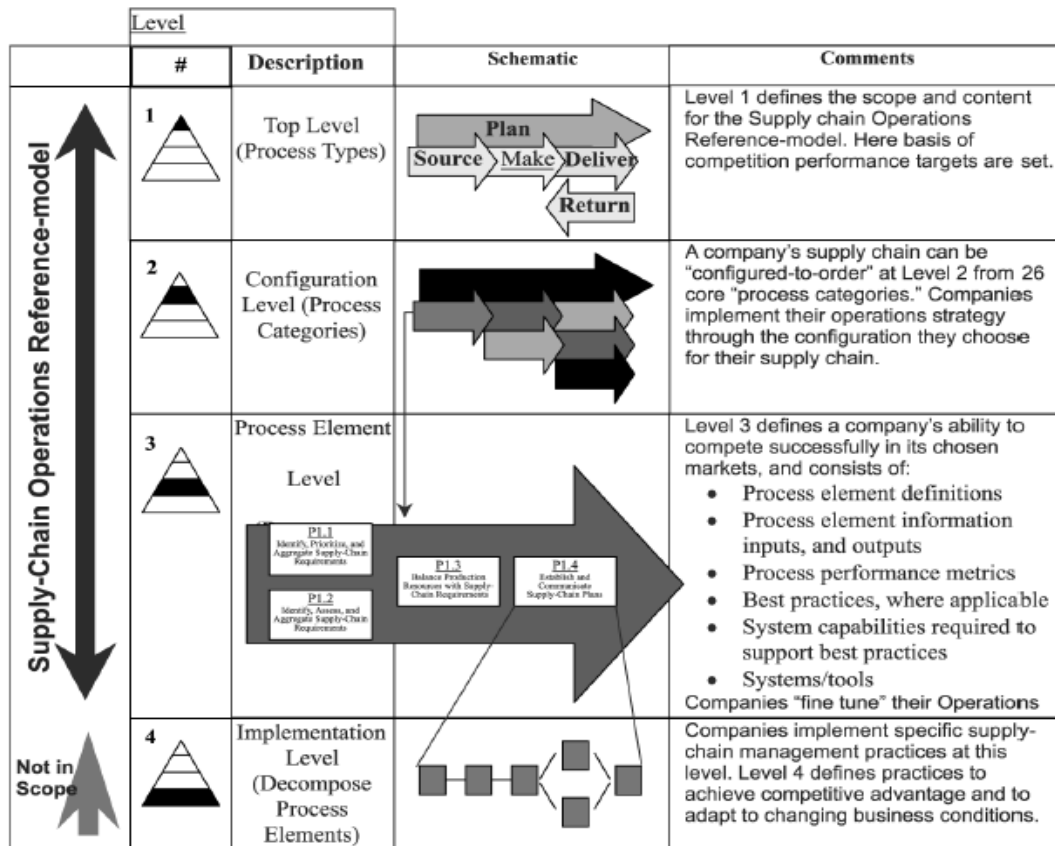 Level
#
Description
Schematic
Comments
Supply-Chain Operations Reference-model
1
Top Level
(Process Types)
Plan
Source
Make
Deliver
Return
Level 1 defines the scope and content
for the Supply chain Operations
Reference-model. Here basis of
competition performance targets are set.
2
Configuration
Level (Process
Categories)
A company's supply chain can be
“configured-to-order” at Level 2 from 26
core “process categories.” Companies
implement their operations strategy
through the configuration they choose
for their supply chain.
3
Process Element
Level
P1.1
Identify, Prioritize, and
Aggregate Supply-Chain
Requirements
P1.2
Identify, Assess, and
Aggregate Supply-Chain
Requirements
P1.3
Balance Production
Resources with Supply-
Chain Requirements
P1.4
Establish and
Communicate
Supply-Chain Plans
Level 3 defines a company's ability to
compete successfully in its chosen
markets, and consists of:
• Process element definitions
• Process element information
inputs, and outputs
• Process performance metrics
• Best practices, where applicable
• System capabilities required to
support best practices
• Systems/tools
Companies “fine tune” their Operations
Not in
Scope
4
Implementation
Level
(Decompose
Process
Elements)
Companies implement specific supply-
chain management practices at this
level. Level 4 defines practices to
achieve competitive advantage and to
adapt to changing business conditions.